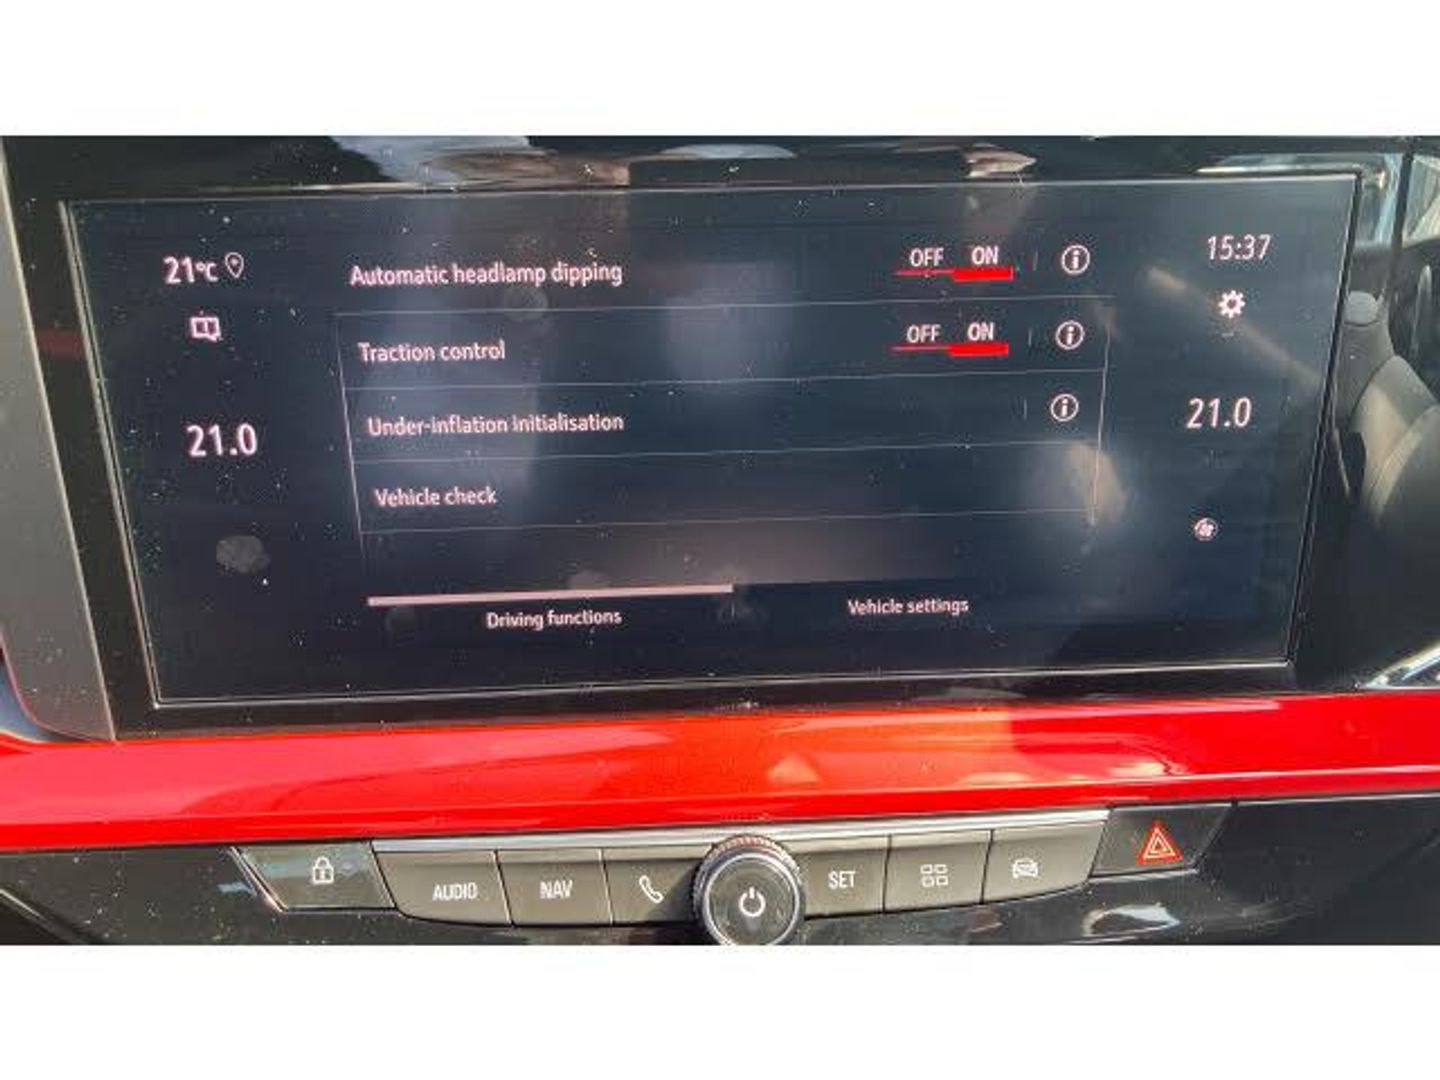 21°C
15:37
Automatic headlamp dipping OFF ON
Traction control OFF ON
Under-inflation initialisation
21.0
21.0
Vehicle check
Driving functions
Vehicle settings
AUDIO
NAV
SET